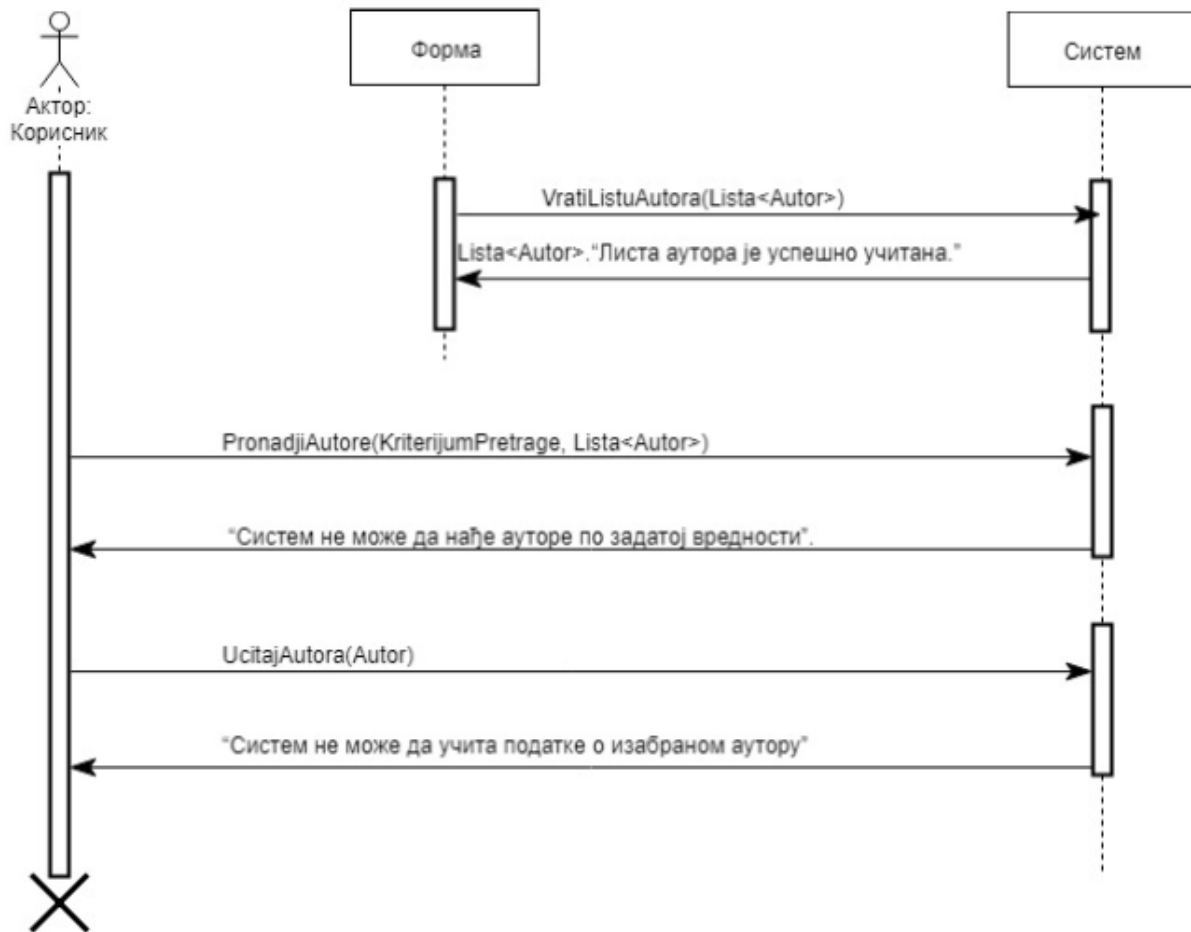 Форма
Систем
Актор:
Корисник
VratiListuAutora(Lista<Autor>)
Lista<Autor>.“Листа аутора је успешно учитана.”
PronadjiAutore(KriterijumPretrage, Lista<Autor>)
“Систем не може да нађе ауторе по задатој вредности”.
UcitajAutora(Autor)
“Систем не може да учита податке о изабраном аутору”